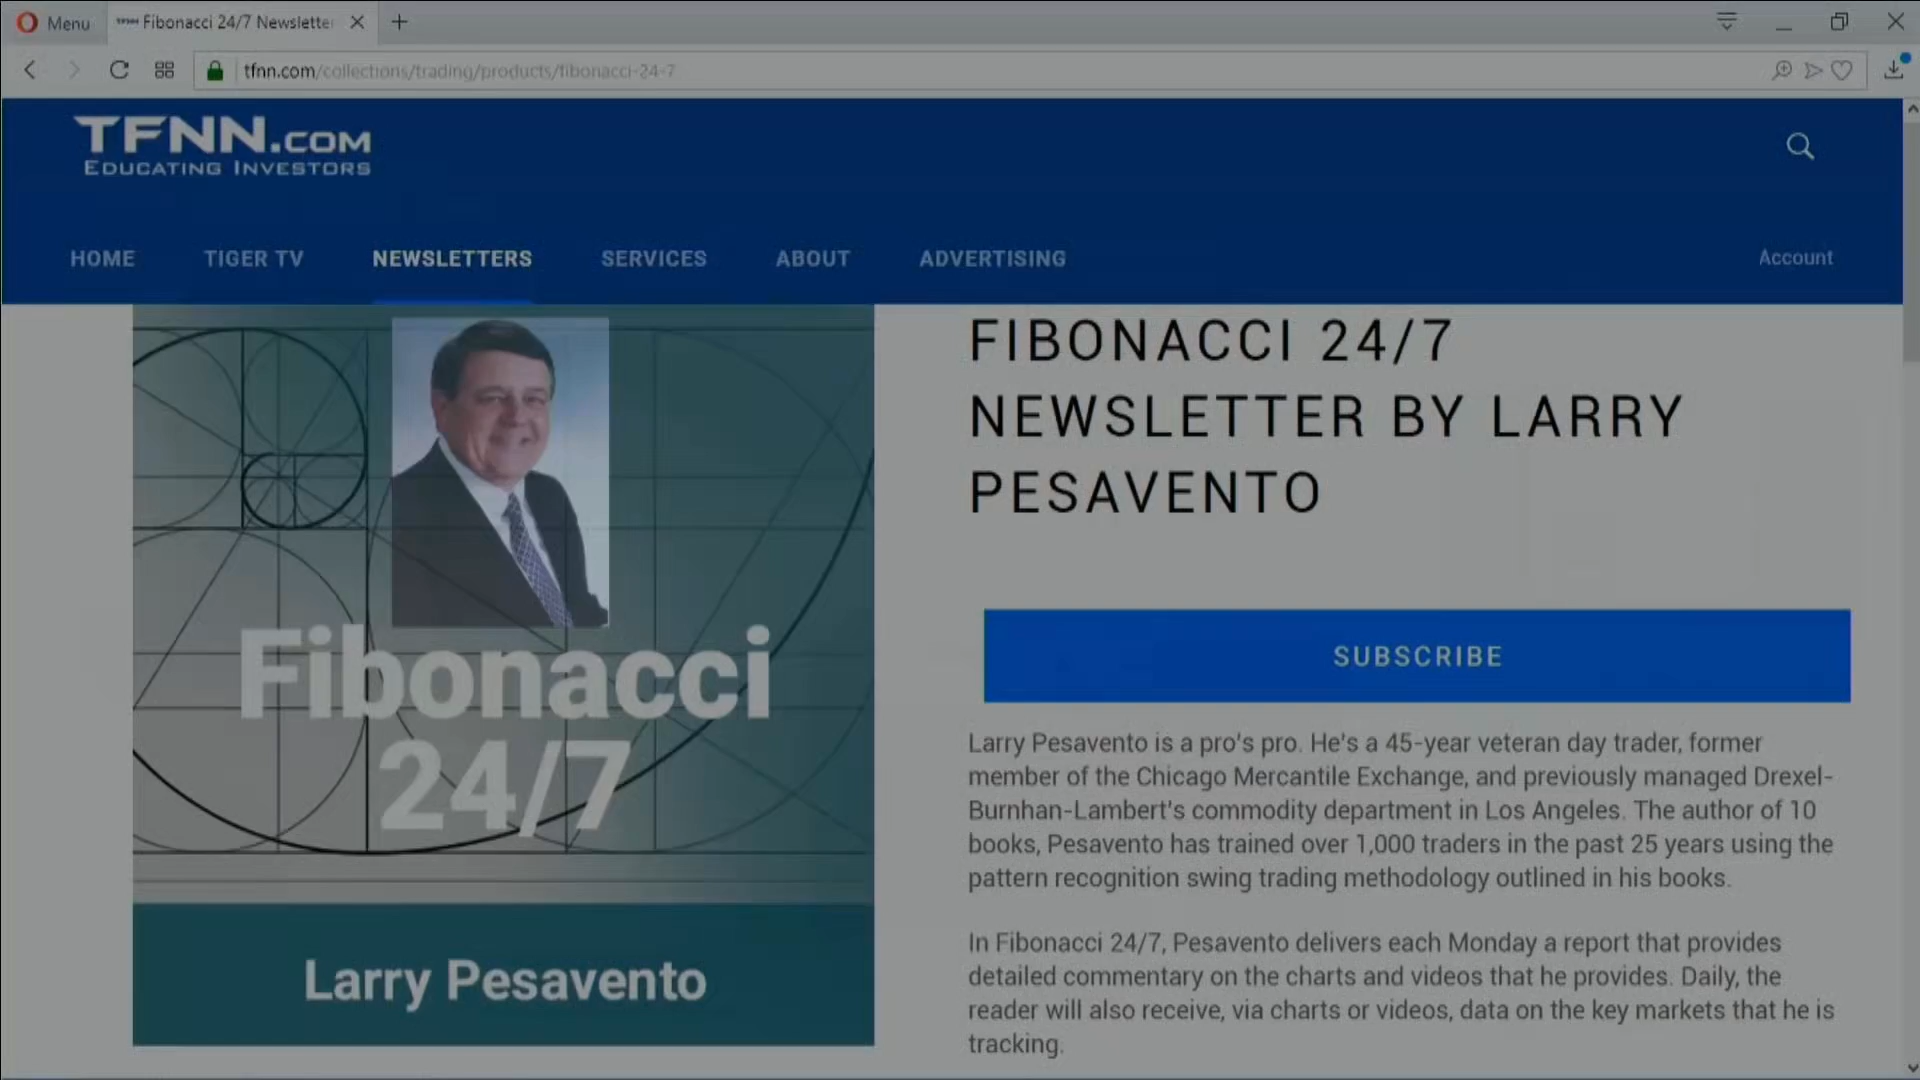 Menu
Fibonacci 24/7 Newslette
tfnn.com/collections/trading/products/fibonacci-24-7
TFNN.COM
EDUCATING INVESTORS
HOME
TIGER TV
NEWSLETTERS
SERVICES
ABOUT
ADVERTISING
Account
Fibonacci
24/7
Larry Pesavento
FIBONACCI 24/7
NEWSLETTER BY LARRY
PESAVENTO
SUBSCRIBE
Larry Pesavento is a pro's pro. He's a 45-year veteran day trader, former
member of the Chicago Mercantile Exchange, and previously managed Drexel-
Burnhan-Lambert's commodity department in Los Angeles. The author of 10
books, Pesavento has trained over 1,000 traders in the past 25 years using the
pattern recognition swing trading methodology outlined in his books.
In Fibonacci 24/7, Pesavento delivers each Monday a report that provides
detailed commentary on the charts and videos that he provides. Daily, the
reader will also receive, via charts or videos, data on the key markets that he is
tracking.